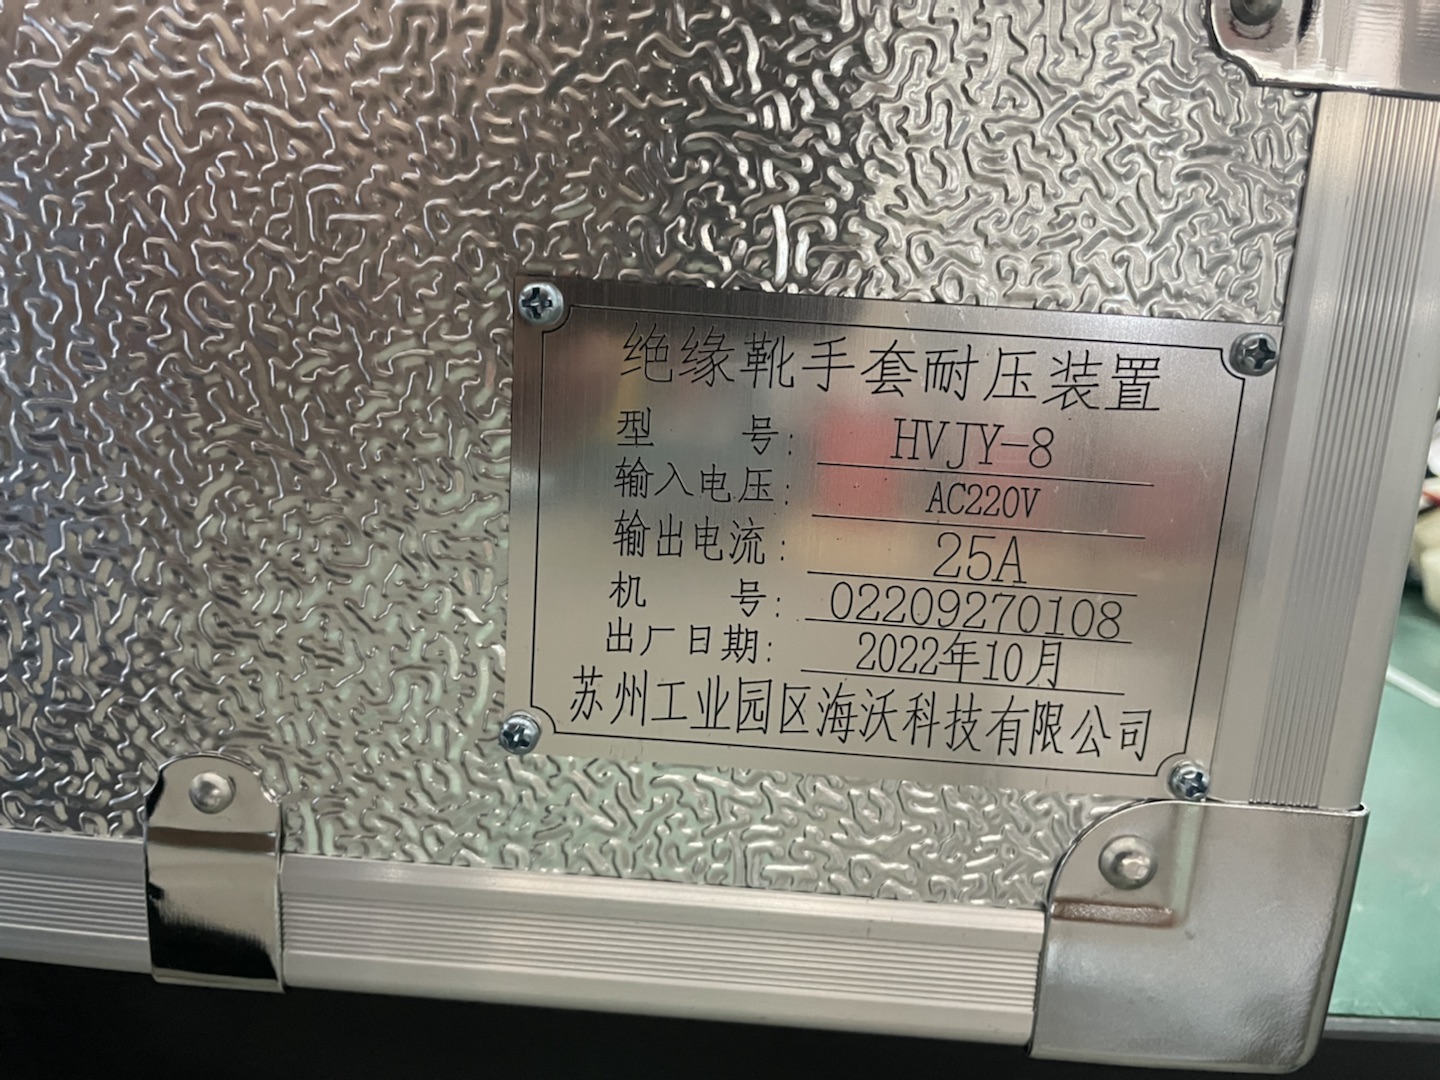 绝缘靴手套耐压装置
型 号: HVJY-8
输入电压: AC220V
输出电流: 25A
机 号: 02209270108
出厂日期: 2022年10月
苏州工业园区海沃科技有限公司